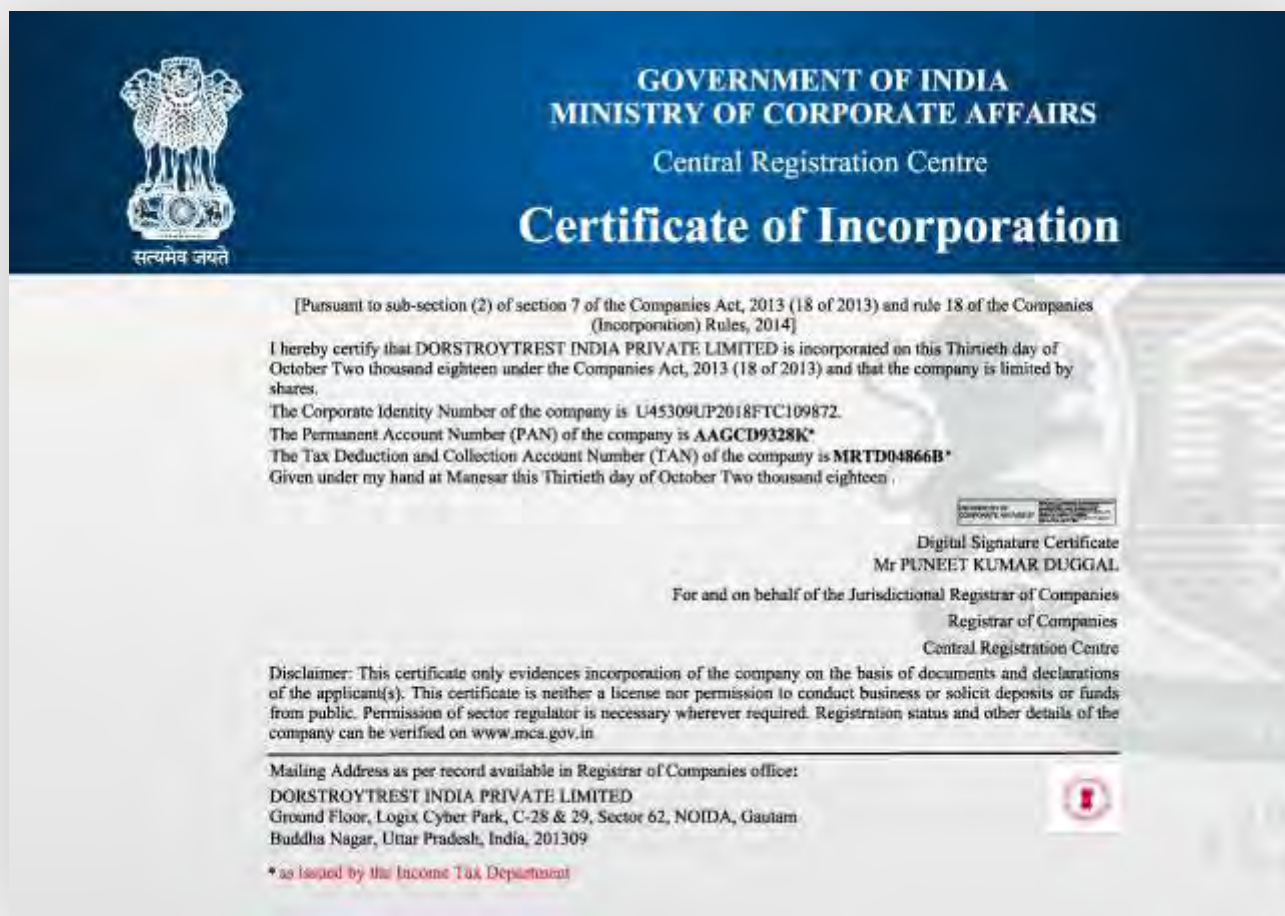 सत्यमेव जयते
GOVERNMENT OF INDIA
MINISTRY OF CORPORATE AFFAIRS
Central Registration Centre
Certificate of Incorporation
[Pursuant to sub-section (2) of section 7 of the Companies Act, 2013 (18 of 2013) and rule 18 of the Companies
(Incorporation) Rules, 2014]
I hereby certify that DORSTROYTREST INDIA PRIVATE LIMITED is incorporated on this Thirtieth day of
October Two thousand eighteen under the Companies Act, 2013 (18 of 2013) and that the company is limited by
shares.
The Corporate Identity Number of the company is U45309UP2018FTC109872.
The Permanent Account Number (PAN) of the company is AAGCD9328K*
The Tax Deduction and Collection Account Number (TAN) of the company is MRTD04866B*
Given under my hand at Manesar this Thirtieth day of October Two thousand eighteen .
Digital Signature Certificate
Mr PUNEET KUMAR DUGGAL
For and on behalf of the Jurisdictional Registrar of Companies
Registrar of Companies
Central Registration Centre
Disclaimer: This certificate only evidences incorporation of the company on the basis of documents and declarations
of the applicant(s). This certificate is neither a license nor permission to conduct business or solicit deposits or funds
from public. Permission of sector regulator is necessary wherever required. Registration status and other details of the
company can be verified on www.mca.gov.in
Mailing Address as per record available in Registrar of Companies office:
DORSTROYTREST INDIA PRIVATE LIMITED
Ground Floor, Logix Cyber Park, C-28 & 29, Sector 62, NOIDA, Gautam
Buddha Nagar, Uttar Pradesh, India, 201309
* as issued by the Income Tax Department